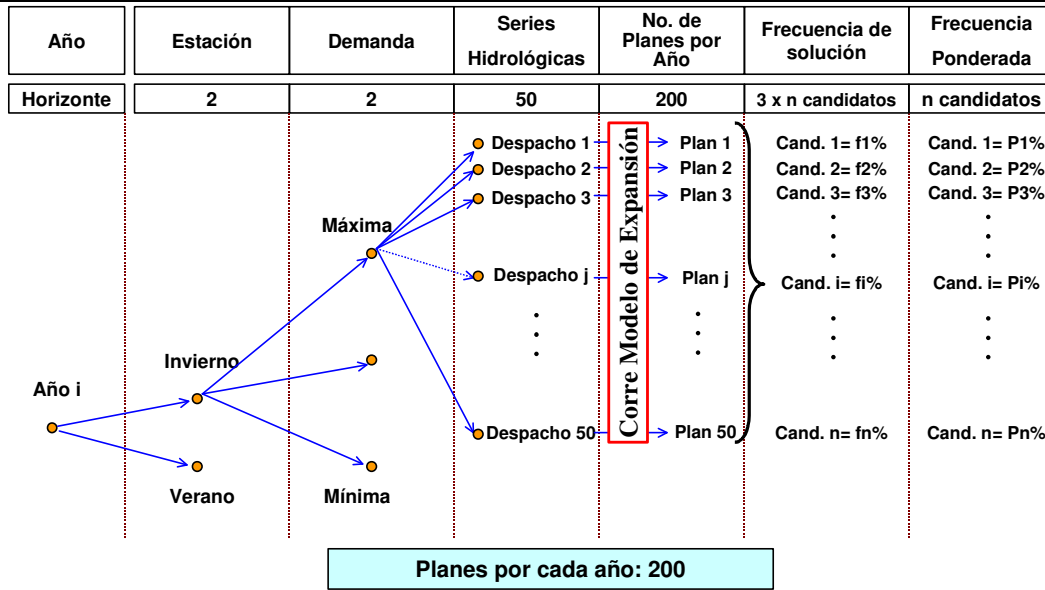 Año
Estación
Demanda
Series
Hidrológicas
No. de
Planes por
Año
Frecuencia de
solución
Frecuencia
Ponderada
Horizonte
2
2
50
200
3 x n candidatos
n candidatos
Despacho 1
Plan 1
Cand. 1= f1%
Cand. 1= P1%
Despacho 2
Plan 2
Cand. 2= f2%
Cand. 2= P2%
Despacho 3
Plan 3
Cand. 3= f3%
Cand. 3= P3%
Máxima
Despacho j
Plan j
Cand. i= fi%
Cand. i= Pi%
Corre Modelo de Expansión
Invierno
Año i
Despacho 50
Plan 50
Cand. n= fn%
Cand. n= Pn%
Verano
Mínima
Planes por cada año: 200